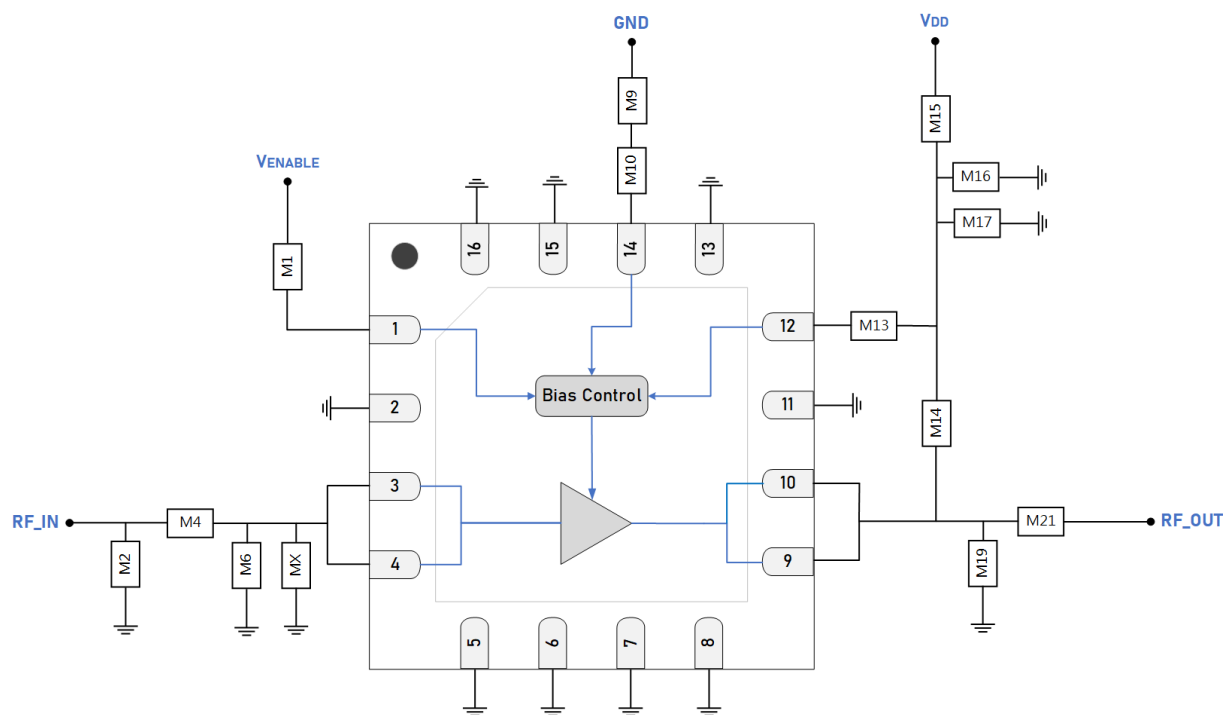 GND
VDD
M9
M15
VENABLE
M10
M16
M17
16
15
14
13
M1
1
12
M13
Bias Control
2
11
M14
3
10
RF_IN
M4
M21
RF_OUT
M2
M6
MX
4
9
M19
5
6
7
8